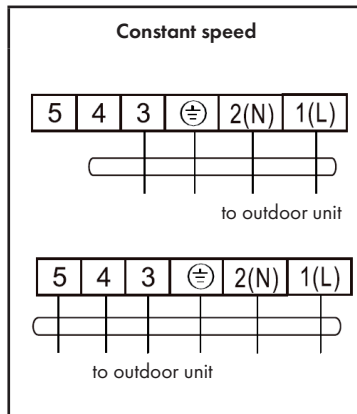 Constant speed
5 4 3 ⏚ 2(N) 1(L)
to outdoor unit
5 4 3 ⏚ 2(N) 1(L)
to outdoor unit